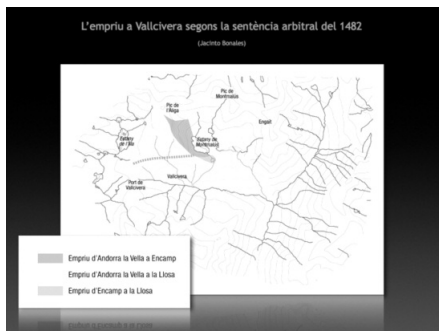 L'empriu a Vallcivera segons la sentència arbitral del 1482
(Jacinto Bonales)
Pic de
Montmalús
Pic de
l'Àliga
Engait
Estany
de l'Illa
Estany de
Montmalús
Vallcivera
Port de
Vallcivera
Empriu d'Andorra la Vella a Encamp
Empriu d'Andorra la Vella a la Llosa
Empriu d'Encamp a la Llosa